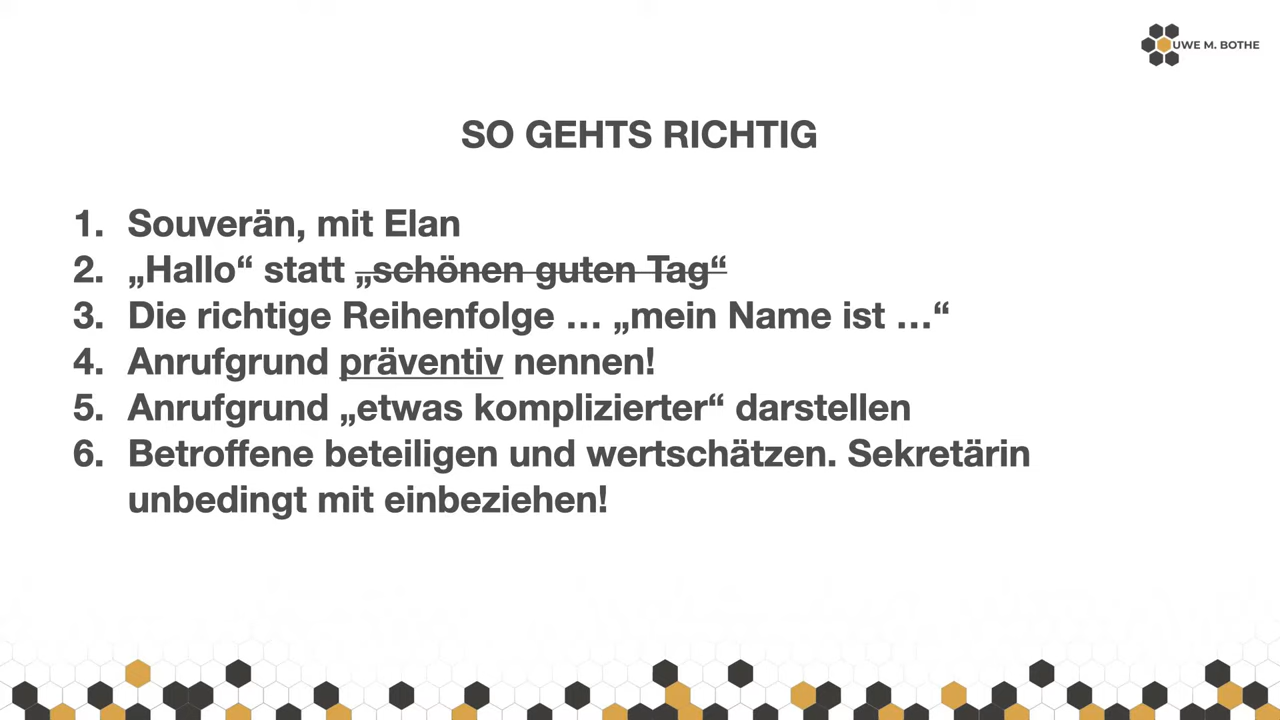 UWE M. BOTHE
SO GEHTS RICHTIG
1. Souverän, mit Elan
2. „Hallo“ statt „schönen guten Tag“
3. Die richtige Reihenfolge … „mein Name ist …“
4. Anrufgrund präventiv nennen!
5. Anrufgrund „etwas komplizierter“ darstellen
6. Betroffene beteiligen und wertschätzen. Sekretärin
unbedingt mit einbeziehen!